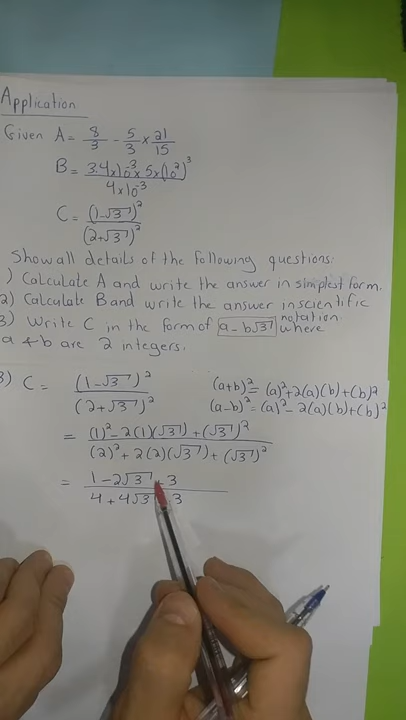 Application
Given A = 8/3 - 5/3 x 21/15
B = 3.4x10^-3 x 5x(10^2)^3 / 4x10^-3
C = (1-√3)^2 / (2+√3)^2
Show all details of the following questions:
) Calculate A and write the answer in simplest form.
2) Calculate B and write the answer in scientific notation.
3) Write C in the form of a-b√3 where
a & b are 2 integers.
3) C = (1-√3)^2 / (2+√3)^2
(a+b)^2 = (a)^2+2(a)(b)+(b)^2
(a-b)^2 = (a)^2-2(a)(b)+(b)^2
= (1)^2-2(1)(√3)+(√3)^2 / (2)^2+2(2)(√3)+(√3)^2
= 1-2√3+3 / 4+4√3 3